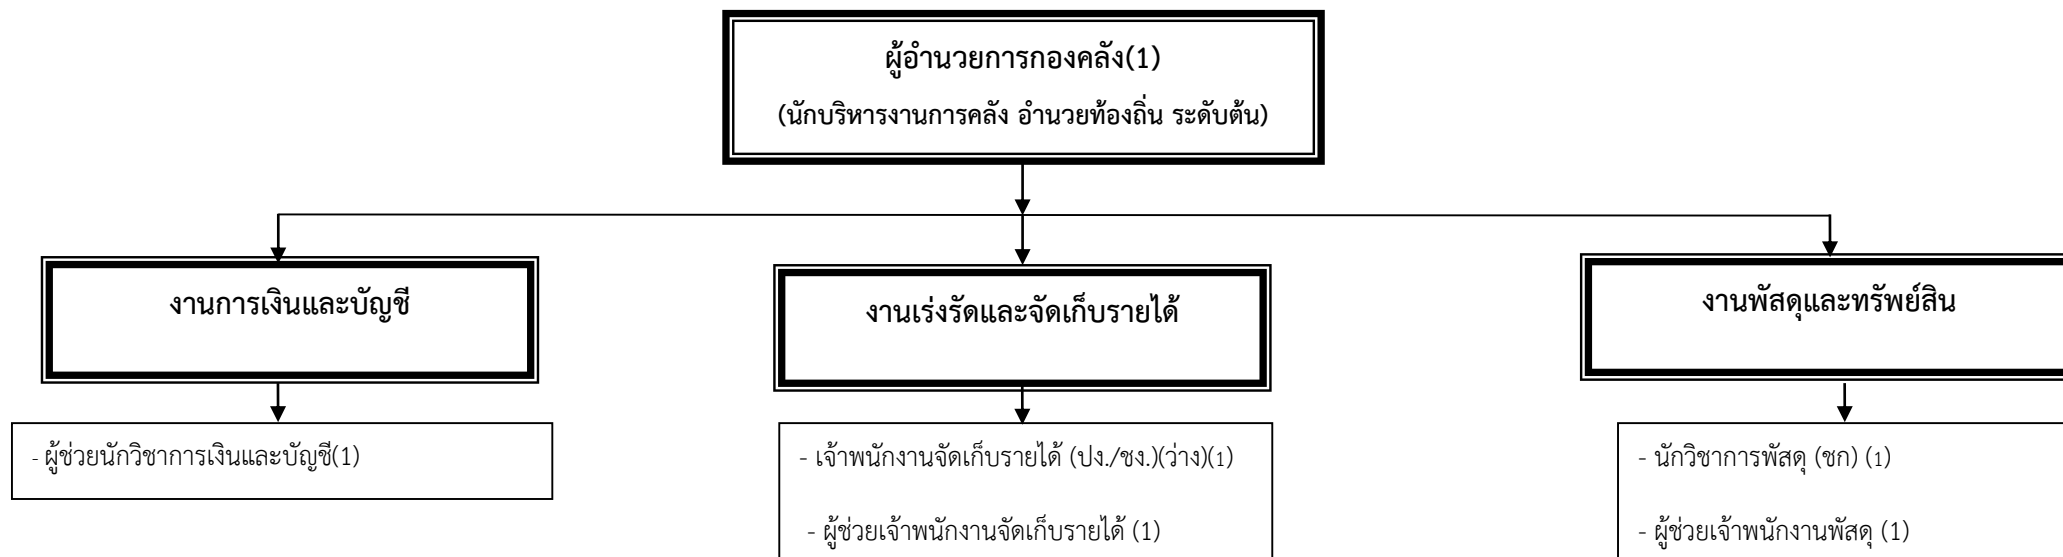 ผู้อำนวยการกองคลัง(1)
(นักบริหารงานการคลัง อำนวยท้องถิ่น ระดับต้น)
งานการเงินและบัญชี
- ผู้ช่วยนักวิชาการเงินและบัญชี(1)
งานเร่งรัดและจัดเก็บรายได้
- เจ้าพนักงานจัดเก็บรายได้ (ปง./ชง.)(ว่าง)(1)
- ผู้ช่วยเจ้าพนักงานจัดเก็บรายได้ (1)
งานพัสดุและทรัพย์สิน
- นักวิชาการพัสดุ (ชก) (1)
- ผู้ช่วยเจ้าพนักงานพัสดุ (1)